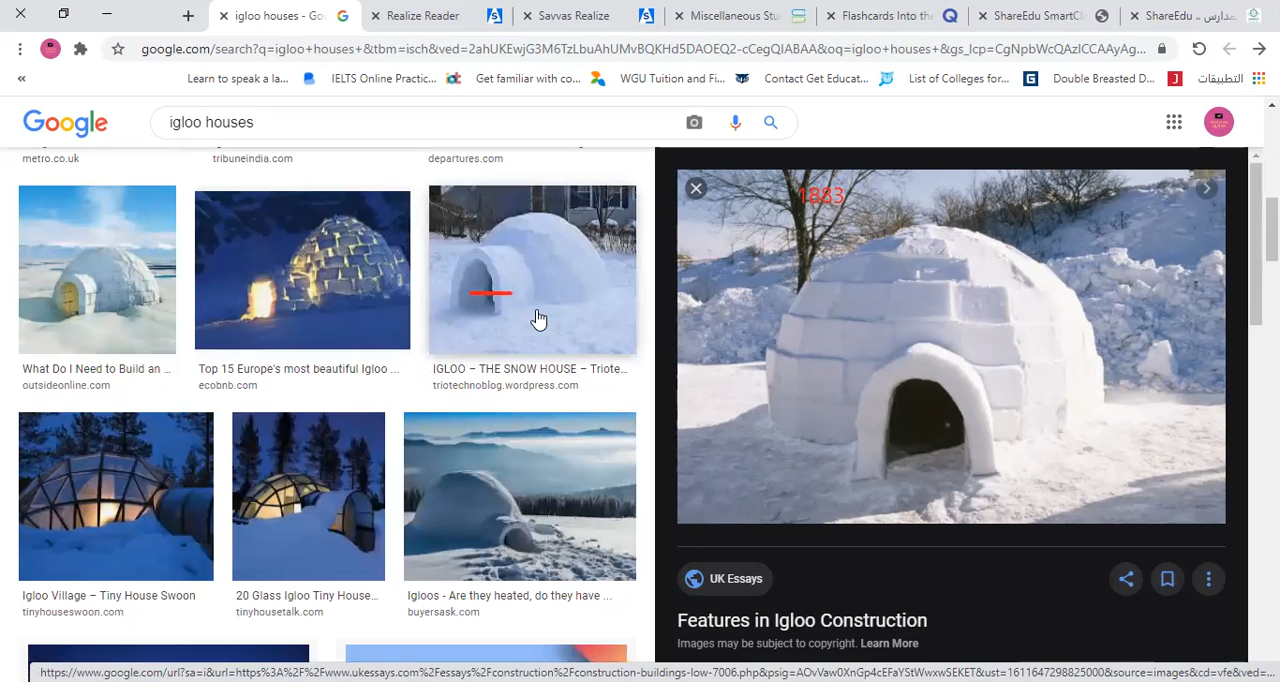 igloo houses - Goo
Realize Reader
Savvas Realize
Miscellaneous Stu
Flashcards Into the
ShareEdu SmartCl
ShareEdu .. المدارس
google.com/search?q=igloo+houses+&tbm=isch&ved=2ahUKEwjG3M6TzLbuAhUMvBQKHd5DAOEQ2-cCegQIABAA&oq=igloo+houses+&gs_lcp=CgNpbWcQAzICCAAyAg...
«
Learn to speak a la...
IELTS Online Practic...
Get familiar with co...
WGU Tuition and Fi...
Contact Get Educat...
List of Colleges for...
G
Double Breasted D...
J
التطبيقات
Google
igloo houses
metro.co.uk
tribuneindia.com
departures.com
1883
What Do I Need to Build an ...
outsideonline.com
Top 15 Europe's most beautiful Igloo ...
ecobnb.com
IGLOO – THE SNOW HOUSE – Triote...
triotechnoblog.wordpress.com
Igloo Village – Tiny House Swoon
tinyhouseswoon.com
20 Glass Igloo Tiny House...
tinyhousetalk.com
Igloos - Are they heated, do they have ...
buyersask.com
UK Essays
Features in Igloo Construction
Images may be subject to copyright. Learn More
https://www.google.com/url?sa=i&url=https%3A%2F%2Fwww.ukessays.com%2Fessays%2Fconstruction%2Fconstruction-buildings-low-7006.php&psig=AOvVaw0XnGp4cEFaYStWwxwSEKET&ust=1611647298825000&source=images&cd=vfe&ved=...